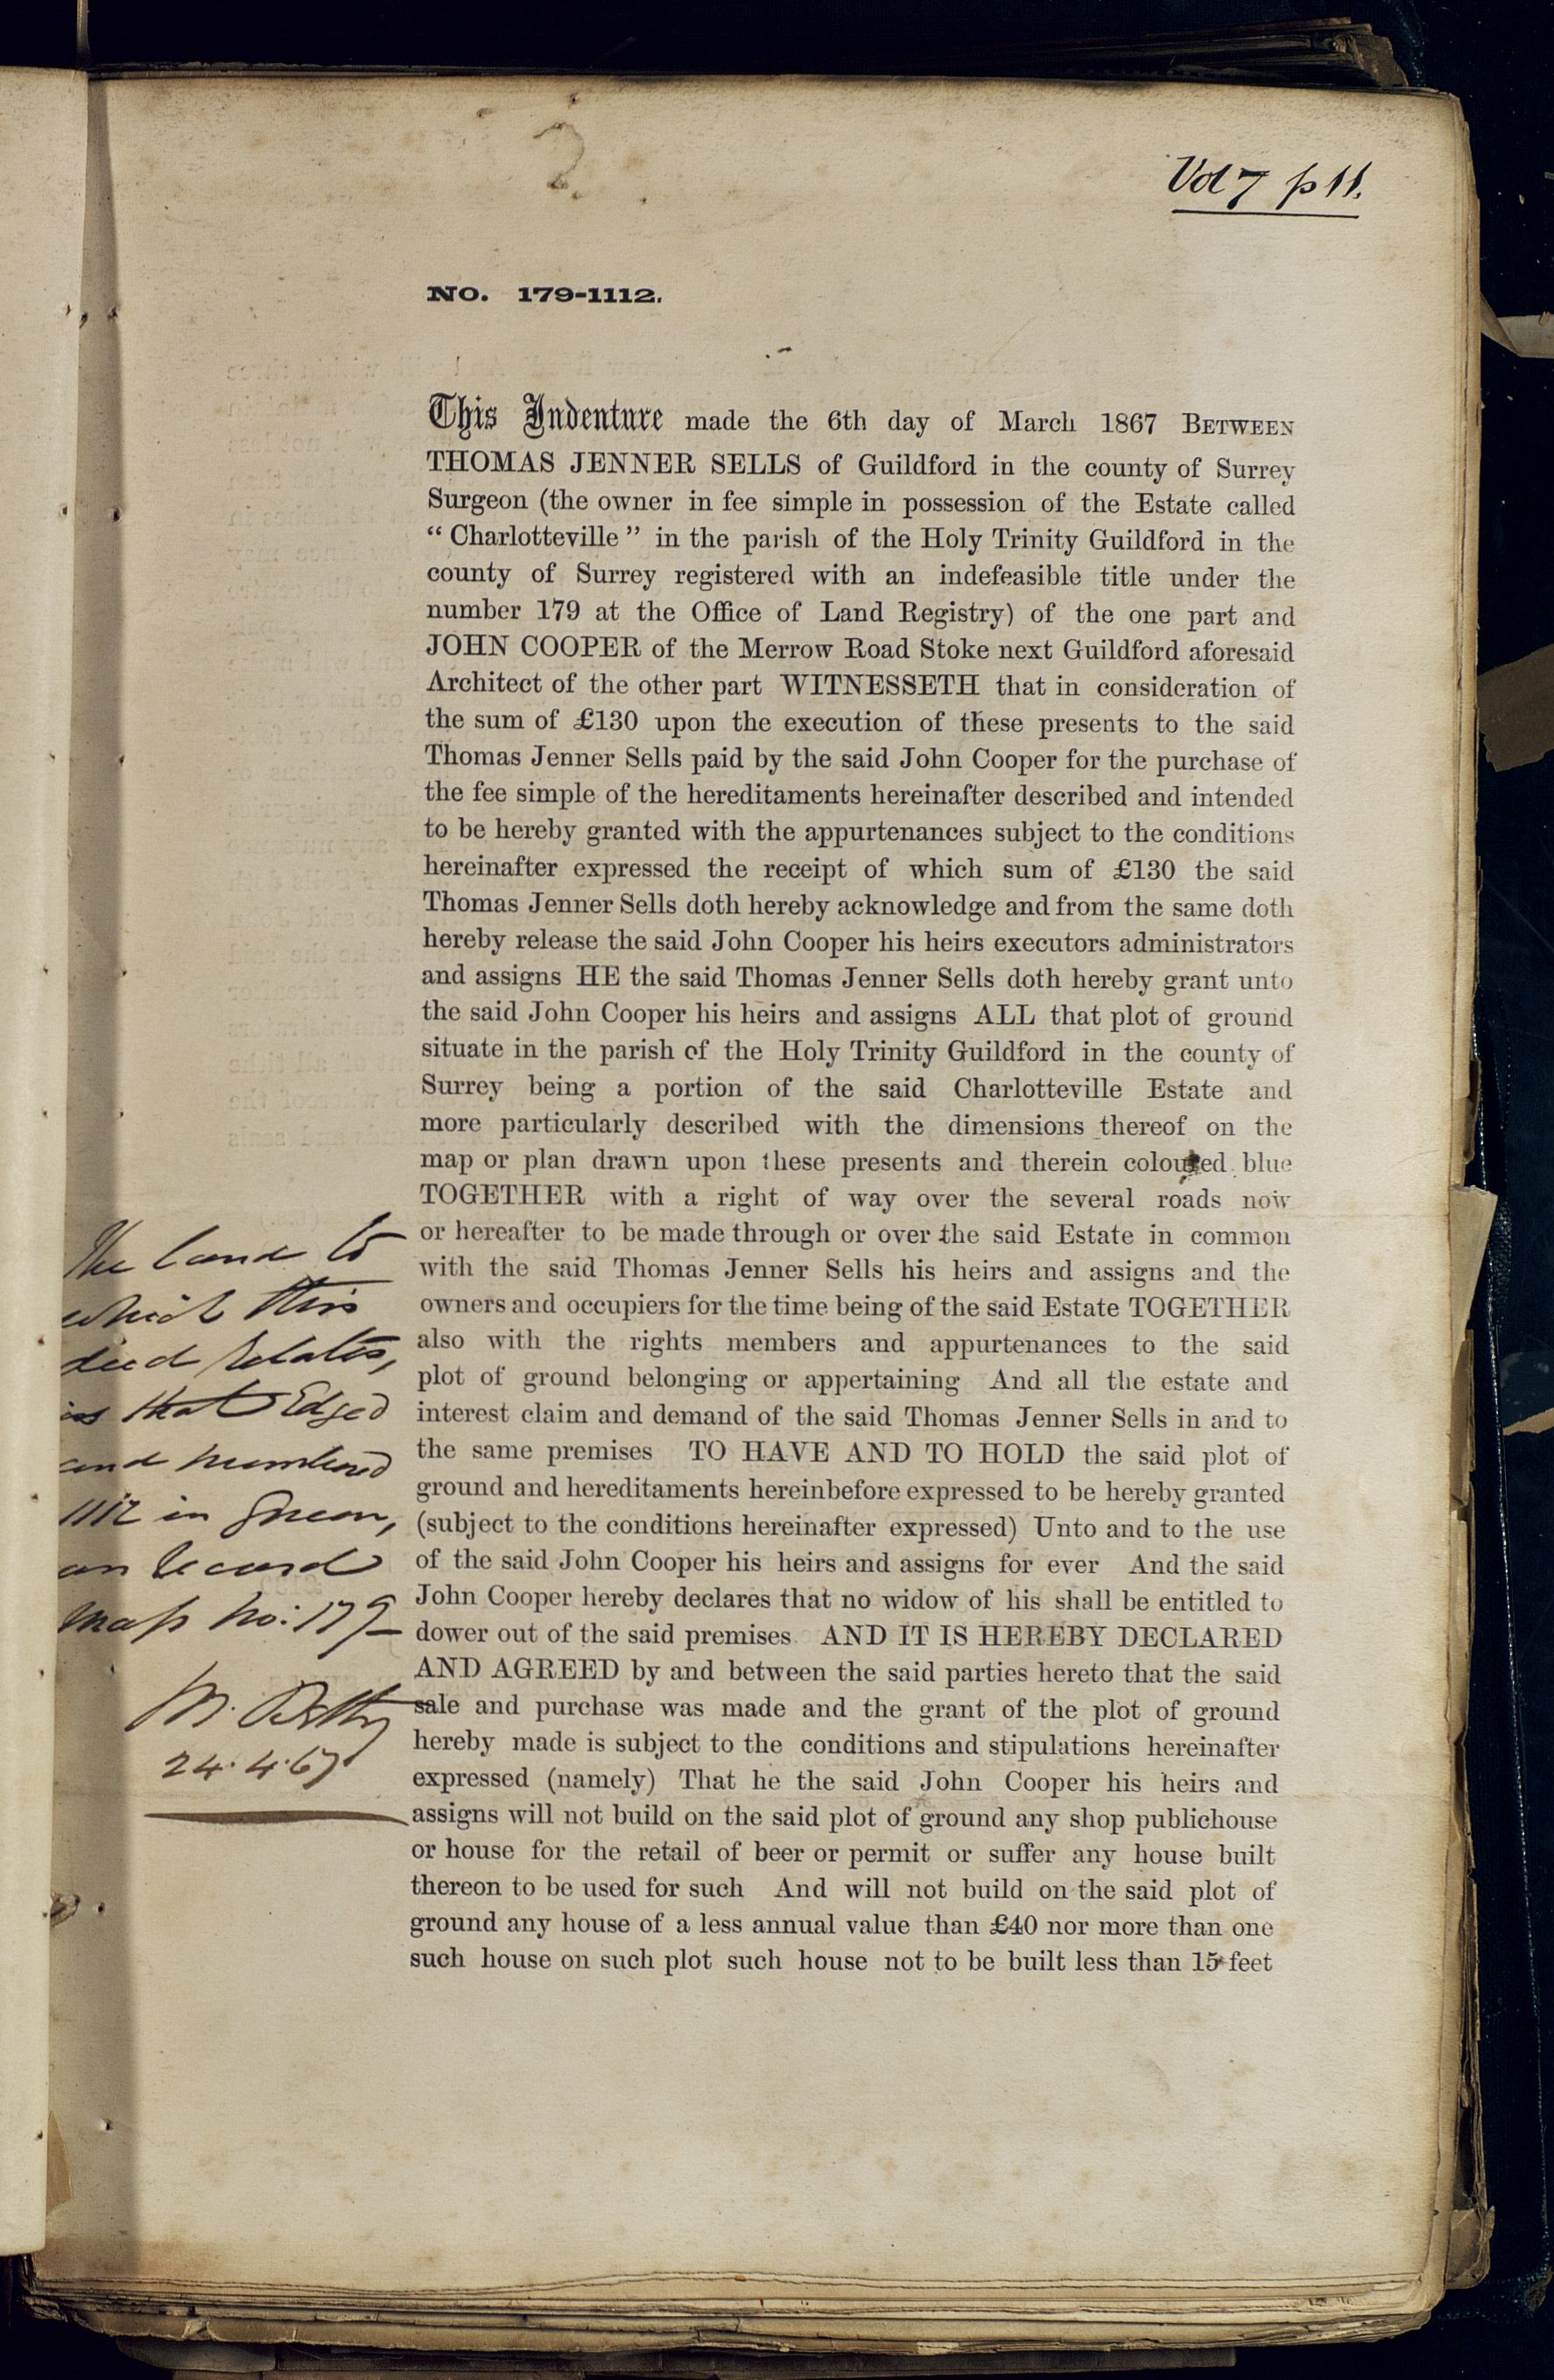 2
Vol 7 p 11.
NO. 179-1112.
This Indenture made the 6th day of March 1867 BETWEEN
THOMAS JENNER SELLS of Guildford in the county of Surrey
Surgeon (the owner in fee simple in possession of the Estate called
“ Charlotteville ” in the parish of the Holy Trinity Guildford in the
county of Surrey registered with an indefeasible title under the
number 179 at the Office of Land Registry) of the one part and
JOHN COOPER of the Merrow Road Stoke next Guildford aforesaid
Architect of the other part WITNESSETH that in consideration of
the sum of £130 upon the execution of these presents to the said
Thomas Jenner Sells paid by the said John Cooper for the purchase of
the fee simple of the hereditaments hereinafter described and intended
to be hereby granted with the appurtenances subject to the conditions
hereinafter expressed the receipt of which sum of £130 the said
Thomas Jenner Sells doth hereby acknowledge and from the same doth
hereby release the said John Cooper his heirs executors administrators
and assigns HE the said Thomas Jenner Sells doth hereby grant unto
the said John Cooper his heirs and assigns ALL that plot of ground
situate in the parish of the Holy Trinity Guildford in the county of
Surrey being a portion of the said Charlotteville Estate and
more particularly described with the dimensions thereof on the
map or plan drawn upon these presents and therein coloured blue
TOGETHER with a right of way over the several roads now
or hereafter to be made through or over the said Estate in common
with the said Thomas Jenner Sells his heirs and assigns and the
owners and occupiers for the time being of the said Estate TOGETHER
also with the rights members and appurtenances to the said
plot of ground belonging or appertaining And all the estate and
interest claim and demand of the said Thomas Jenner Sells in and to
the same premises TO HAVE AND TO HOLD the said plot of
ground and hereditaments hereinbefore expressed to be hereby granted
(subject to the conditions hereinafter expressed) Unto and to the use
of the said John Cooper his heirs and assigns for ever And the said
John Cooper hereby declares that no widow of his shall be entitled to
dower out of the said premises AND IT IS HEREBY DECLARED
AND AGREED by and between the said parties hereto that the said
sale and purchase was made and the grant of the plot of ground
hereby made is subject to the conditions and stipulations hereinafter
expressed (namely) That he the said John Cooper his heirs and
assigns will not build on the said plot of ground any shop publichouse
or house for the retail of beer or permit or suffer any house built
thereon to be used for such And will not build on the said plot of
ground any house of a less annual value than £40 nor more than one
such house on such plot such house not to be built less than 15 feet
The land to
which this
deed relates,
is that Edged
and numbered
1112 in Green,
on Record
map No: 179
M.
24.4.67